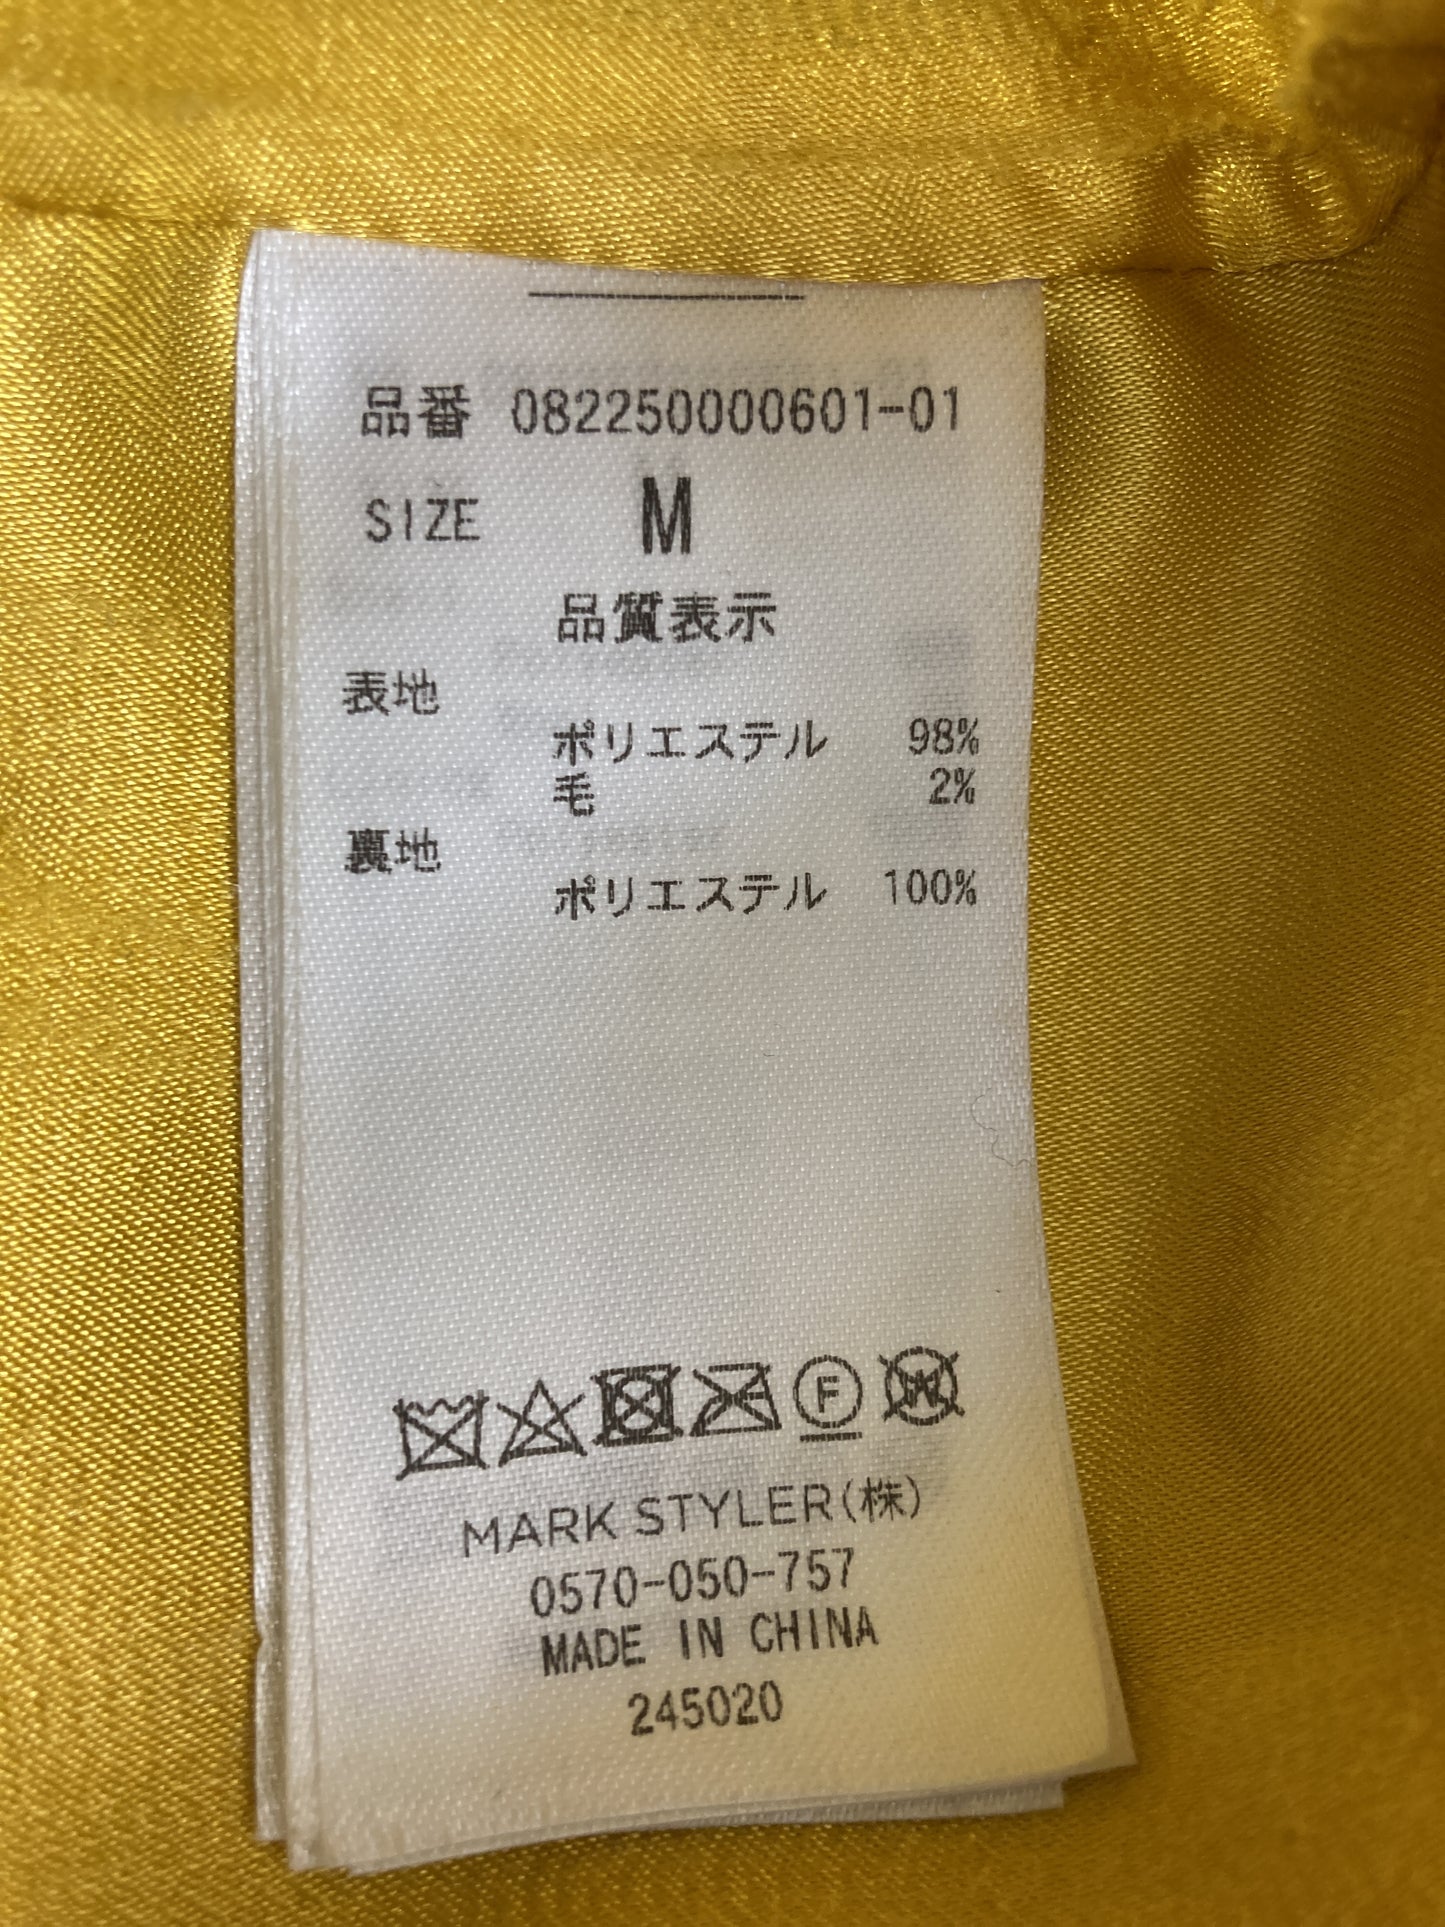 品番 082250000601-01
SIZE M
品質表示
表地
ポリエステル 98%
毛 2%
裏地
ポリエステル 100%
F W
MARK STYLER(株)
0570-050-757
MADE IN CHINA
245020